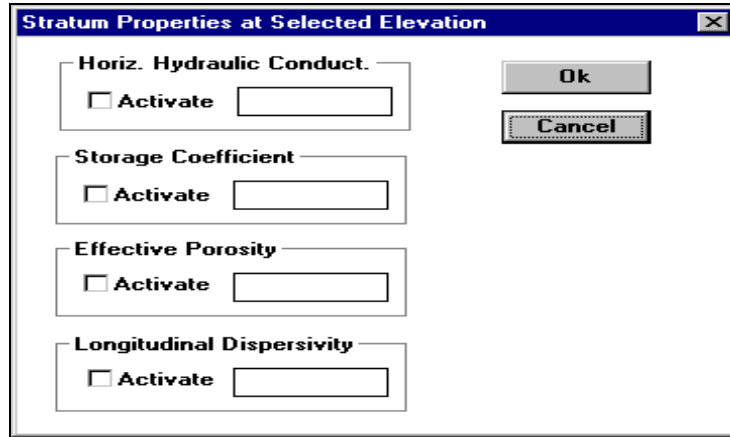 Stratum Properties at Selected Elevation
Horiz. Hydraulic Conduct.
Activate
Ok
Cancel
Storage Coefficient
Activate
Effective Porosity
Activate
Longitudinal Dispersivity
Activate